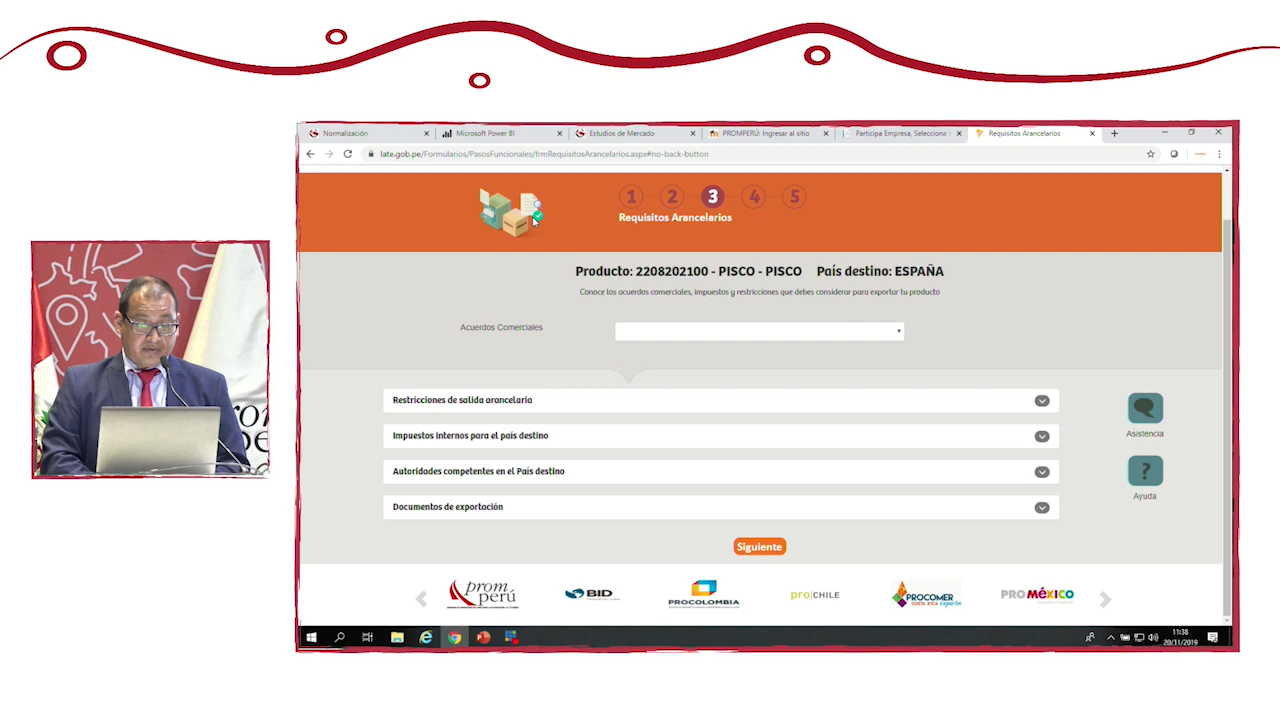 Normalización
Microsoft Power BI
Estudios de Mercado
PROMPERÚ: Ingresar al sitio
Participa Empresa, Selecciona
Requisitos Arancelarios
late.gob.pe/Formularios/PasosFuncionales/frmRequisitosArancelarios.aspx#no-back-button
1 2 3 4 5
Requisitos Arancelarios
Producto: 2208202100 - PISCO - PISCO País destino: ESPAÑA
Conoce los acuerdos comerciales, impuestos y restricciones que debes considerar para exportar tu producto
Acuerdos Comerciales
Restricciones de salida arancelaria
Impuestos internos para el país destino
Autoridades competentes en el País destino
Documentos de exportación
Asistencia
?
Ayuda
Siguiente
prom
perú
BID
PROCOLOMBIA
pro|CHILE
PROCOMER
COSTA RICA exporta
PROMÉXICO
11:38
20/11/2019